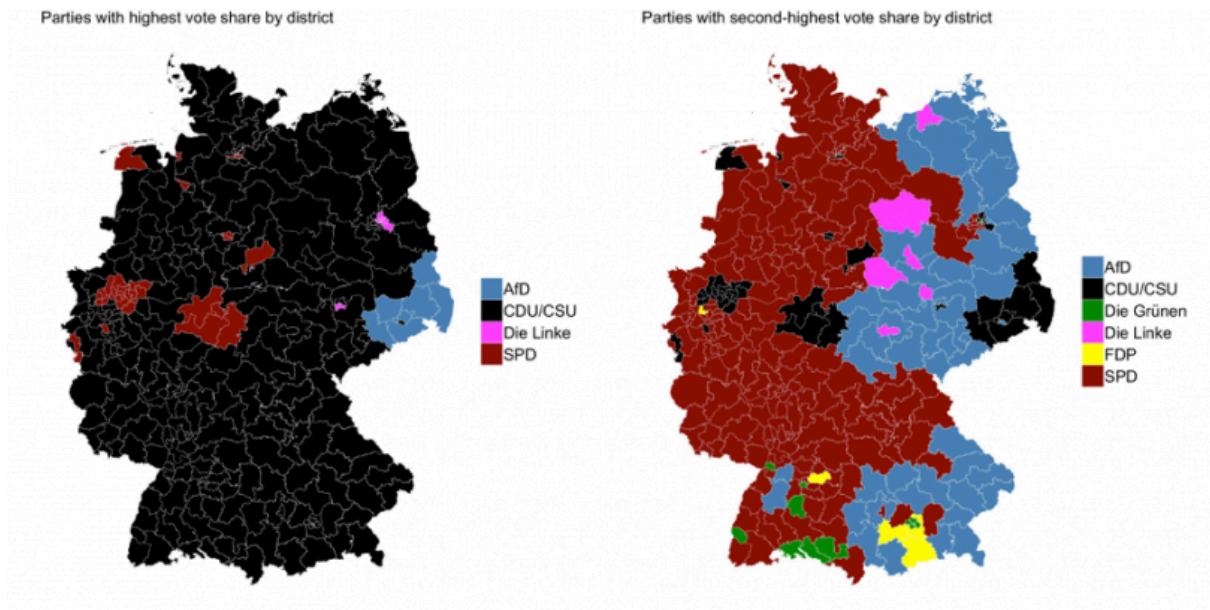 Parties with highest vote share by district
Parties with second-highest vote share by district
AfD
CDU/CSU
Die Linke
SPD
AfD
CDU/CSU
Die Grünen
Die Linke
FDP
SPD